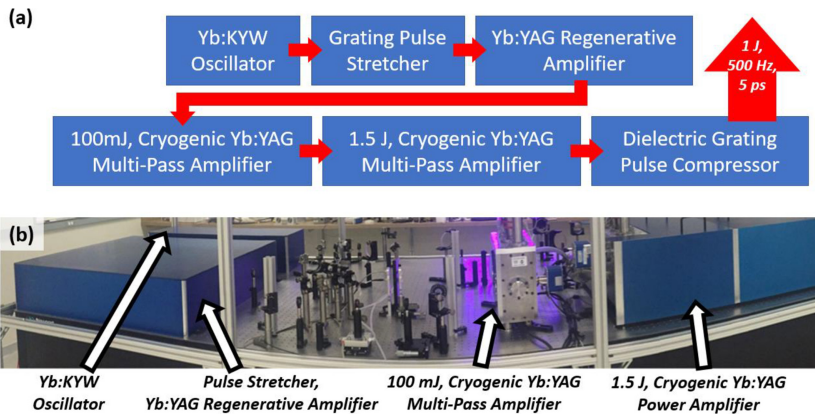 (a)
Yb:KYW
Oscillator
Grating Pulse
Stretcher
Yb:YAG Regenerative
Amplifier
1 J,
500 Hz,
5 ps
100mJ, Cryogenic Yb:YAG
Multi-Pass Amplifier
1.5 J, Cryogenic Yb:YAG
Multi-Pass Amplifier
Dielectric Grating
Pulse Compressor
(b)
Yb:KYW
Oscillator
Pulse Stretcher,
Yb:YAG Regenerative Amplifier
100 mJ, Cryogenic Yb:YAG
Multi-Pass Amplifier
1.5 J, Cryogenic Yb:YAG
Power Amplifier